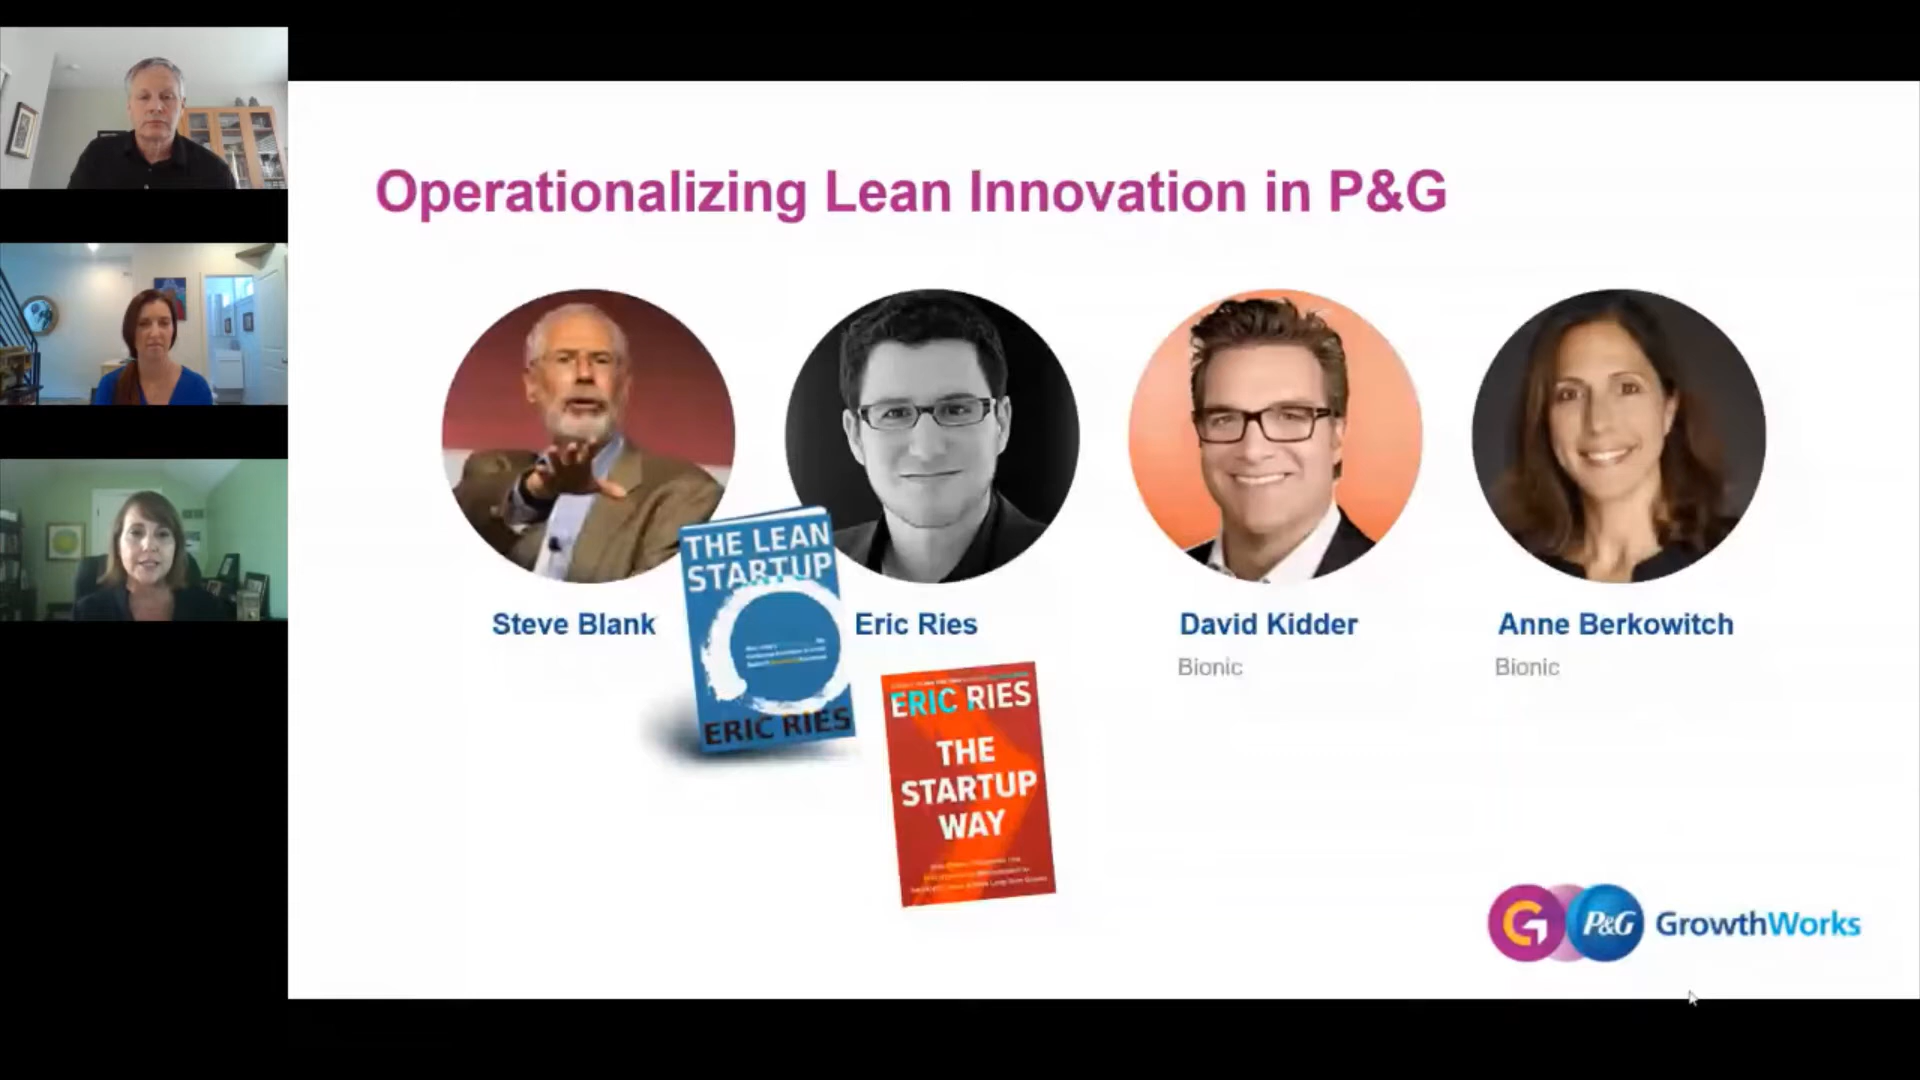 Operationalizing Lean Innovation in P&G
THE LEAN
STARTUP
ERIC RIES
Steve Blank
Eric Ries
David Kidder
Bionic
Anne Berkowitch
Bionic
ERIC RIES
THE
STARTUP
WAY
G P&G GrowthWorks